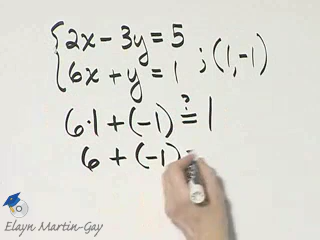 2x - 3y = 5
6x + y = 1 ; (1, -1)
6·1 + (-1) ≟ 1
6 + (-1)
Elayn Martin-Gay